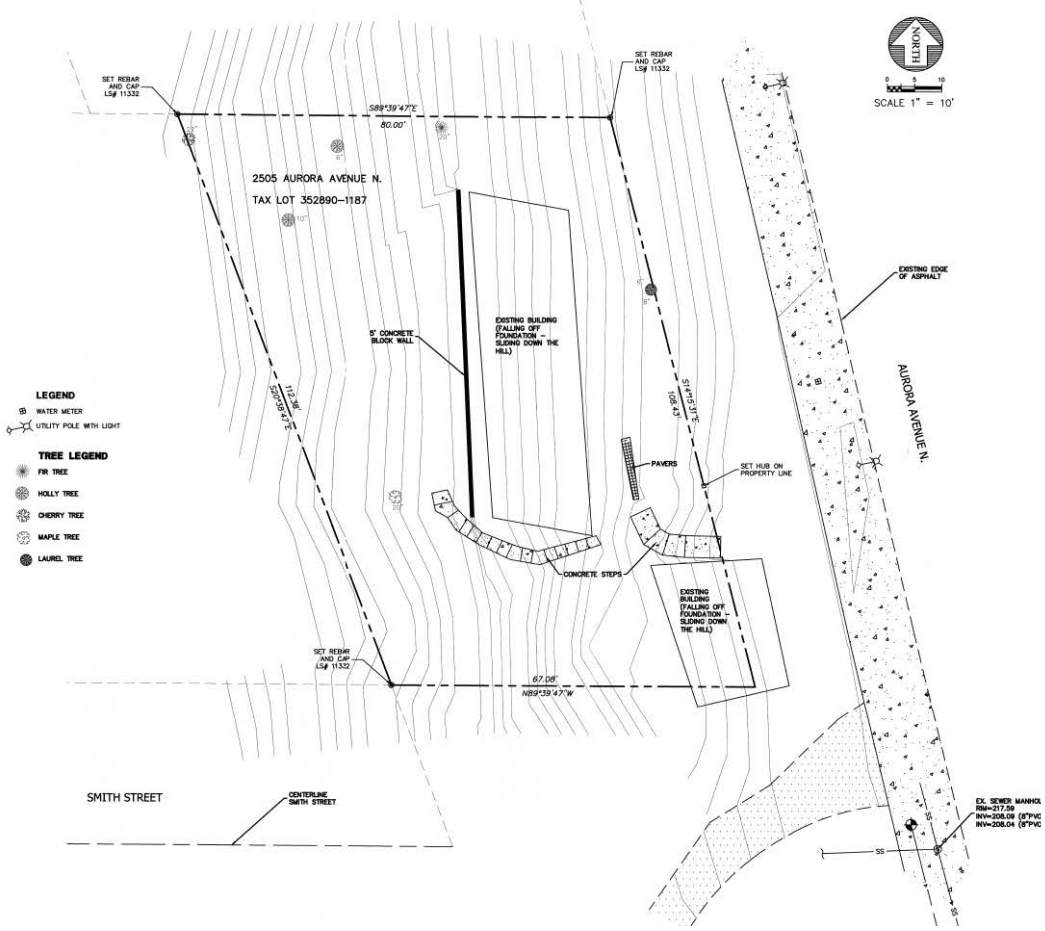 NORTH
0 5 10
SCALE 1" = 10'
SET REBAR
AND CAP
LS# 11332
SET REBAR
AND CAP
LS# 11332
S89°39'47"E
80.00'
8"
2505 AURORA AVENUE N.
TAX LOT 352890-1187
10"
EXISTING EDGE
OF ASPHALT
6"
8"
EXISTING BUILDING
(FALLING OFF
FOUNDATION -
SLIDING DOWN THE
HILL)
5' CONCRETE
BLOCK WALL
112.38'
S20°38'47"E
S14°15'31"E
108.43'
AURORA AVENUE N.
LEGEND
WATER METER
UTILITY POLE WITH LIGHT
TREE LEGEND
FIR TREE
HOLLY TREE
CHERRY TREE
MAPLE TREE
LAUREL TREE
PAVERS
SET HUB ON
PROPERTY LINE
CONCRETE STEPS
EXISTING
BUILDING
(FALLING OFF
FOUNDATION -
SLIDING DOWN
THE HILL)
SET REBAR
AND CAP
LS# 11332
67.08'
N89°39'47"W
SMITH STREET
CENTERLINE
SMITH STREET
EX. SEWER MANHOL
RIM=217.59
INV=208.09 (8"PVC
INV=208.04 (8"PVC
SS
SS
SS